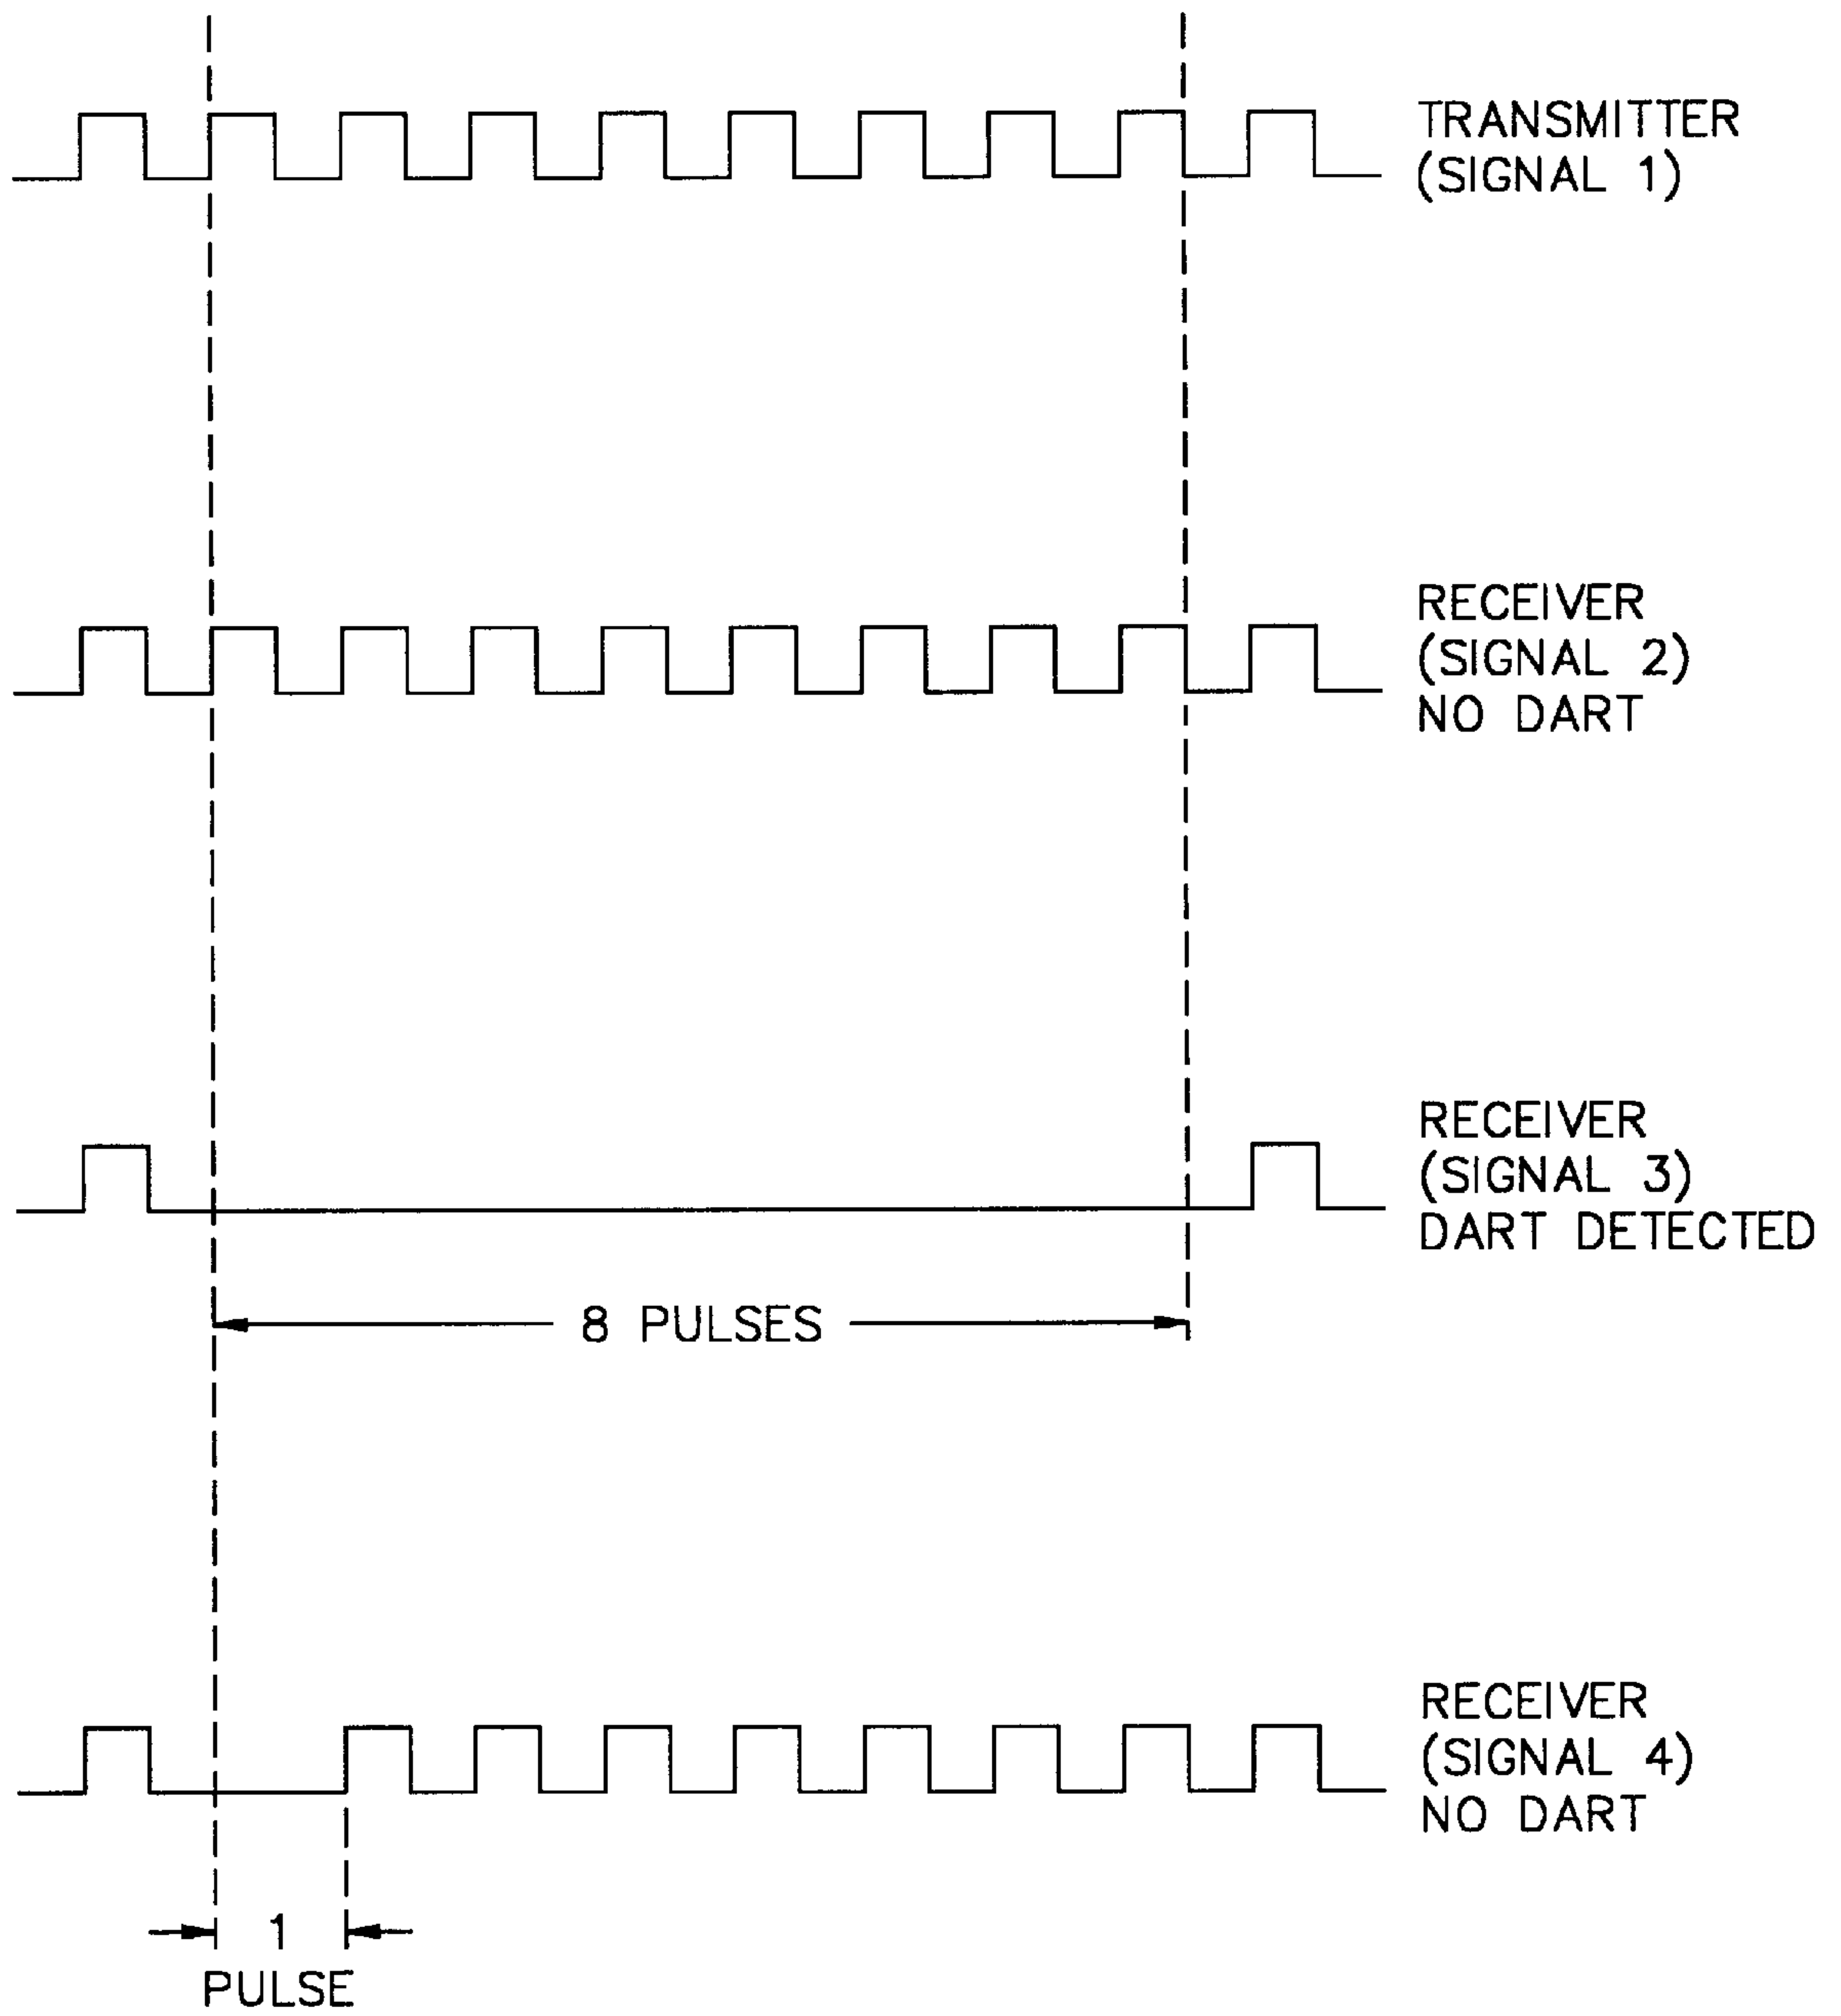 TRANSMITTER
(SIGNAL 1)
RECEIVER
(SIGNAL 2)
NO DART
RECEIVER
(SIGNAL 3)
DART DETECTED
8 PULSES
RECEIVER
(SIGNAL 4)
NO DART
1
PULSE